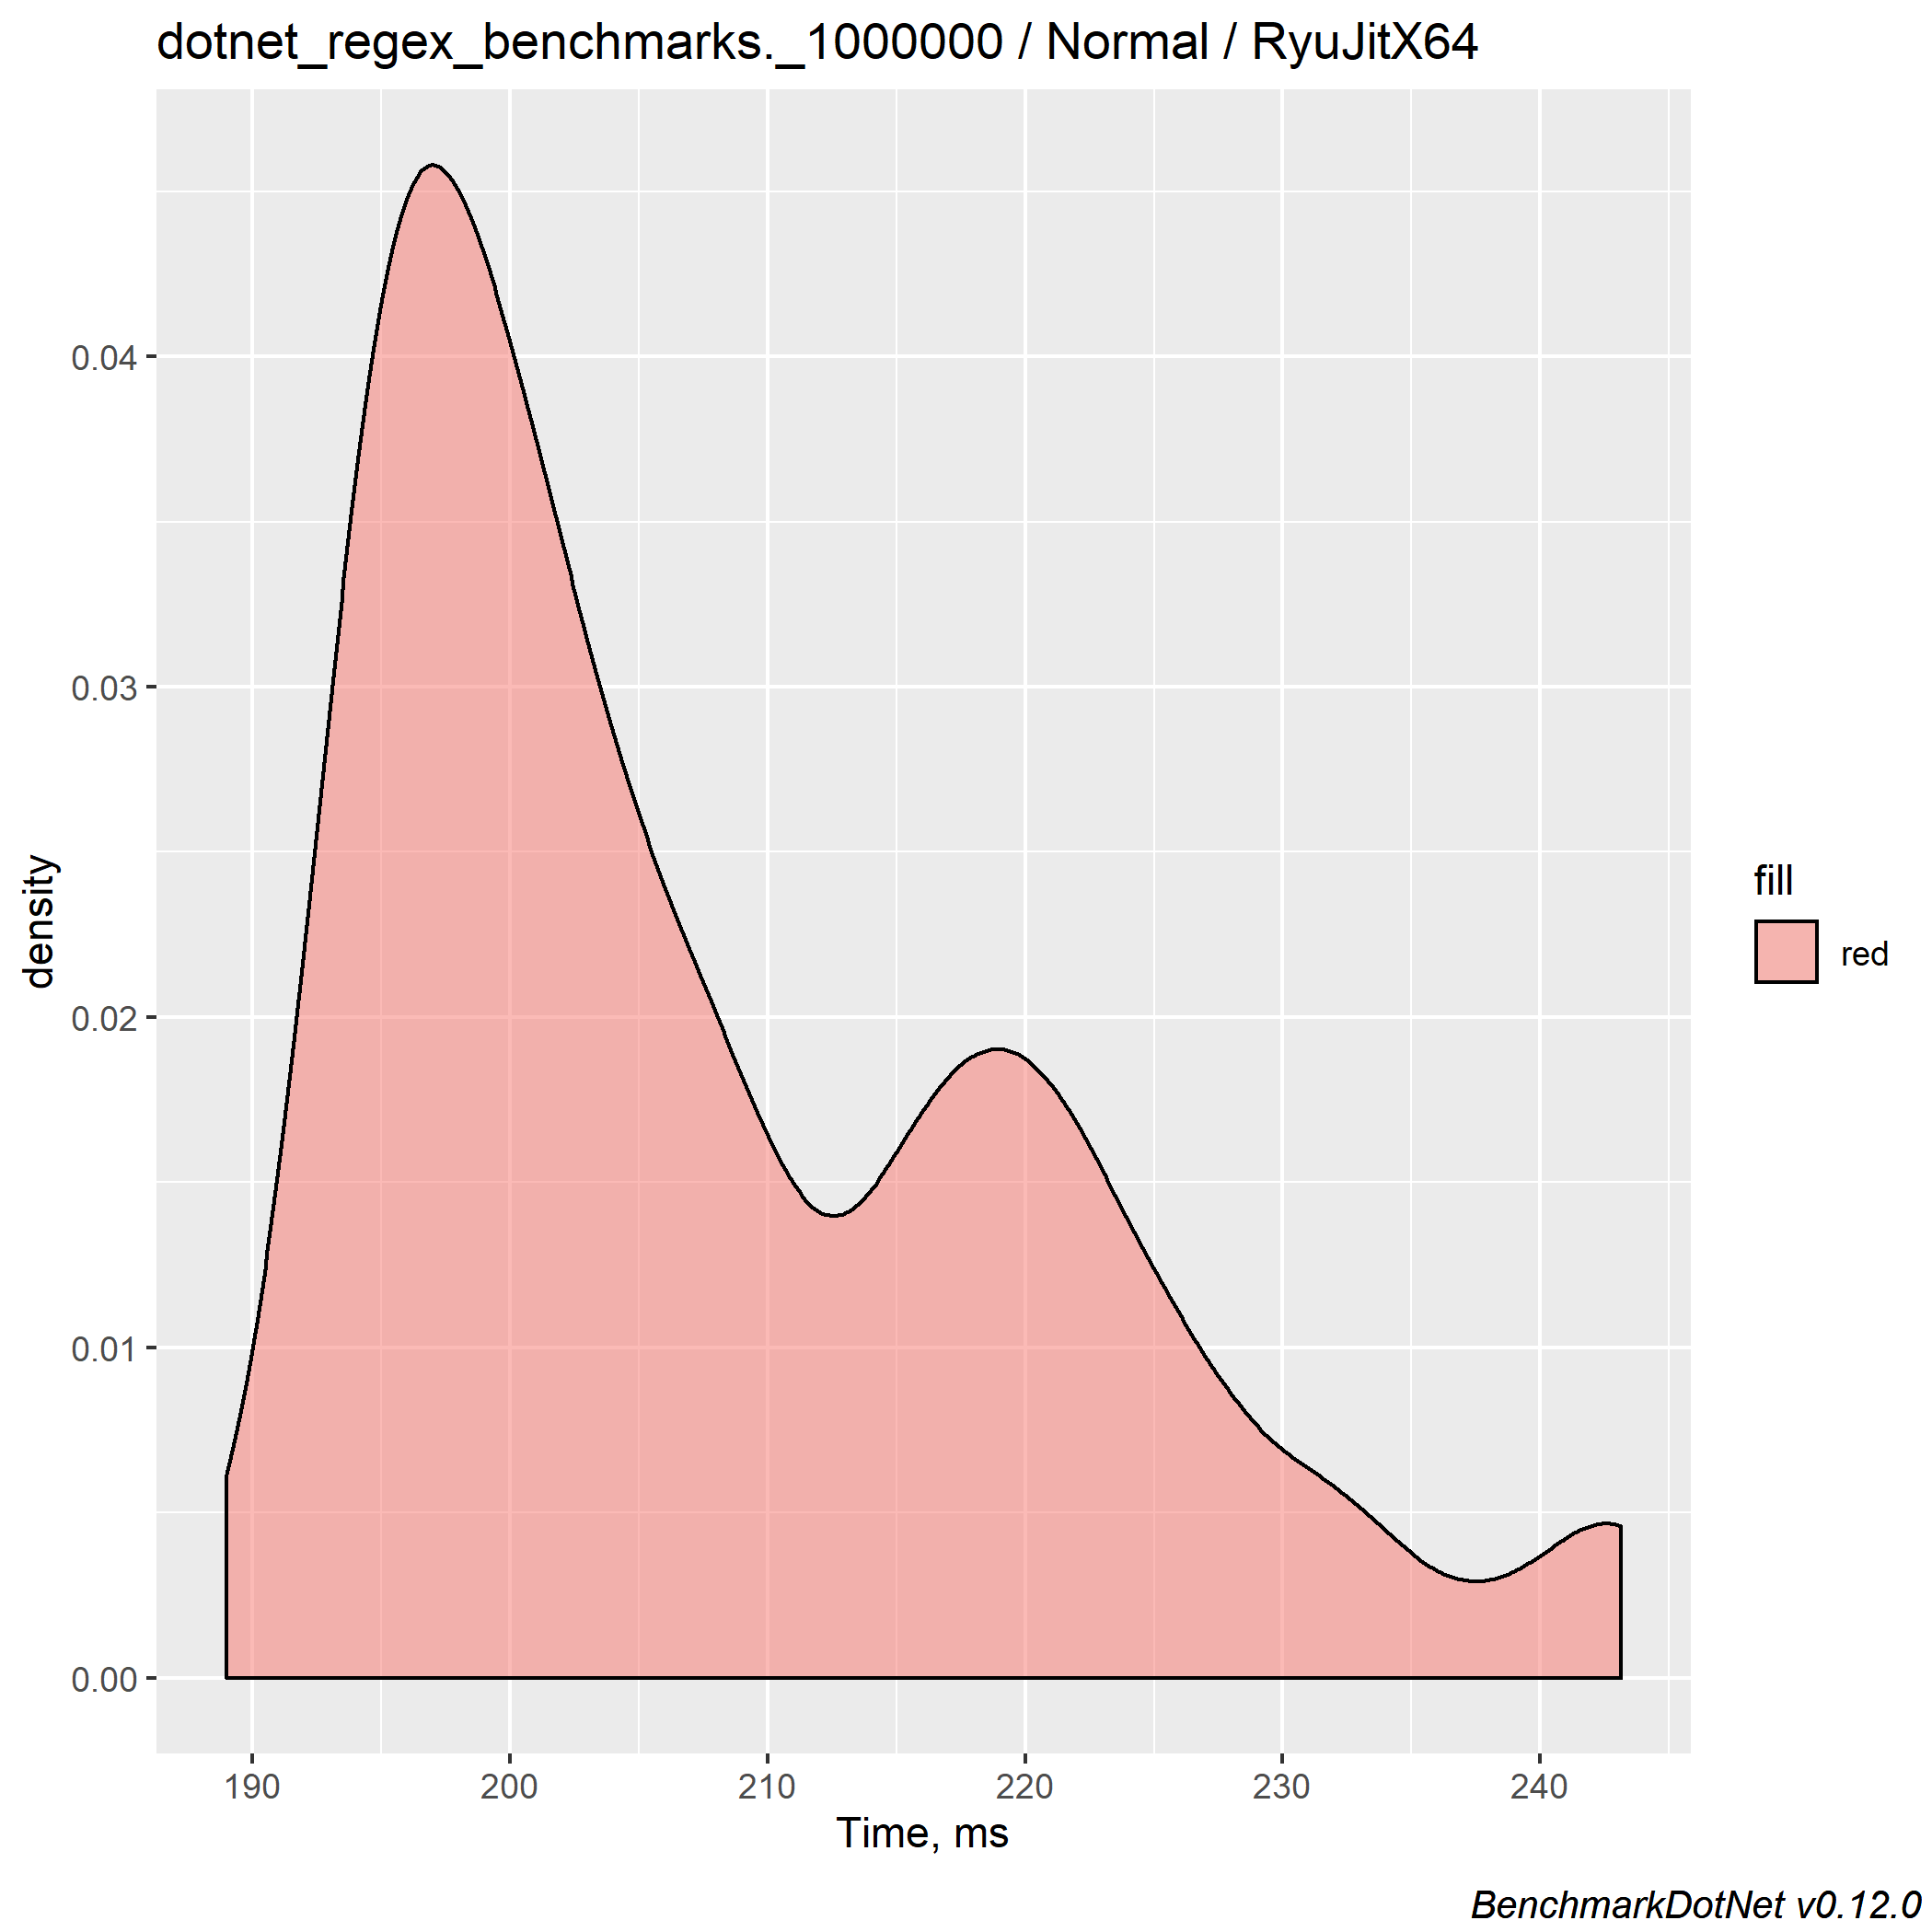 dotnet_regex_benchmarks._1000000 / Normal / RyuJitX64
0.04
0.03
0.02
0.01
0.00
density
190 200 210 220 230 240
Time, ms
fill
red
BenchmarkDotNet v0.12.0